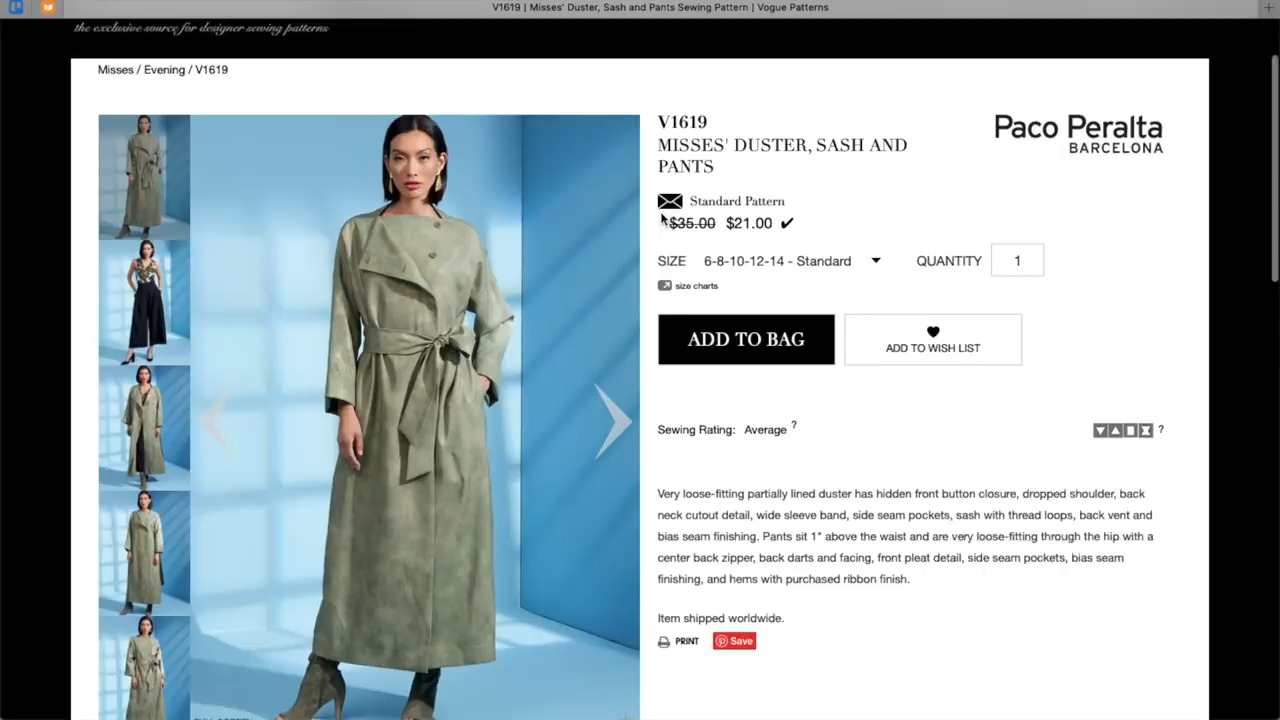 V1619 | Misses' Duster, Sash and Pants Sewing Pattern | Vogue Patterns
the exclusive source for designer sewing patterns
Misses / Evening / V1619
V1619
MISSES' DUSTER, SASH AND
PANTS
Paco Peralta
BARCELONA
Standard Pattern
$35.00 $21.00 ✔
SIZE 6-8-10-12-14 - Standard QUANTITY 1
size charts
ADD TO BAG
ADD TO WISH LIST
Sewing Rating: Average ?
?
Very loose-fitting partially lined duster has hidden front button closure, dropped shoulder, back
neck cutout detail, wide sleeve band, side seam pockets, sash with thread loops, back vent and
bias seam finishing. Pants sit 1" above the waist and are very loose-fitting through the hip with a
center back zipper, back darts and facing, front pleat detail, side seam pockets, bias seam
finishing, and hems with purchased ribbon finish.
Item shipped worldwide.
PRINT Save